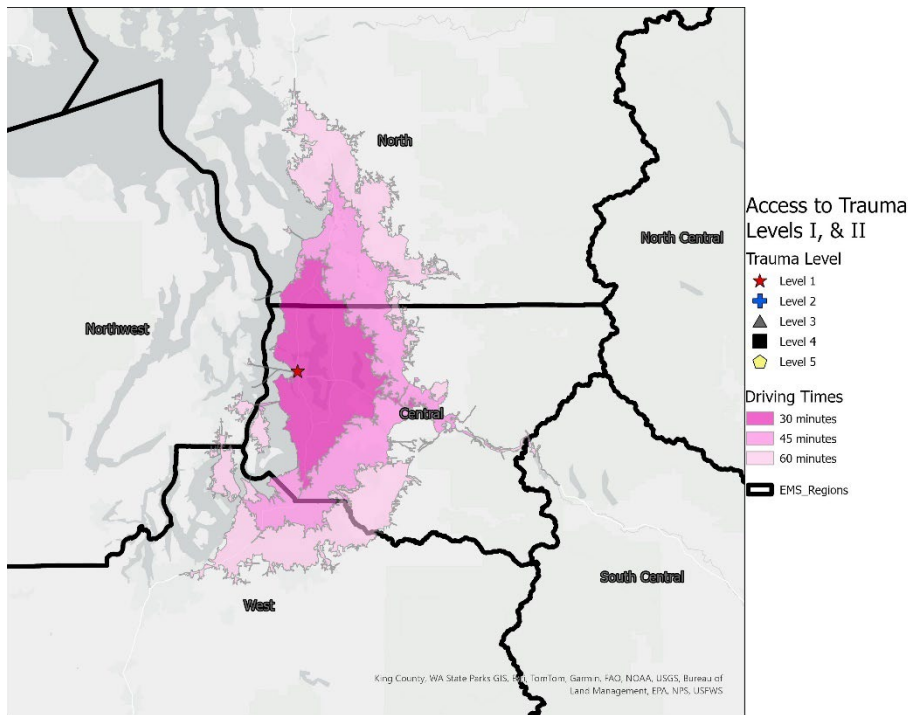 North
North Central
Northwest
Central
South Central
West
King County, WA State Parks GIS, Esri, TomTom, Garmin, FAO, NOAA, USGS, Bureau of
Land Management, EPA, NPS, USFWS
Access to Trauma
Levels I, & II
Trauma Level
Level 1
Level 2
Level 3
Level 4
Level 5
Driving Times
30 minutes
45 minutes
60 minutes
EMS_Regions